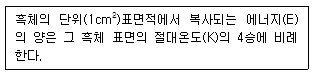 흑체의 단위(1cm²)표면적에서 복사되는 에너지(E)
의 양은 그 흑체 표면의 절대온도(K)의 4승에 비례
한다.